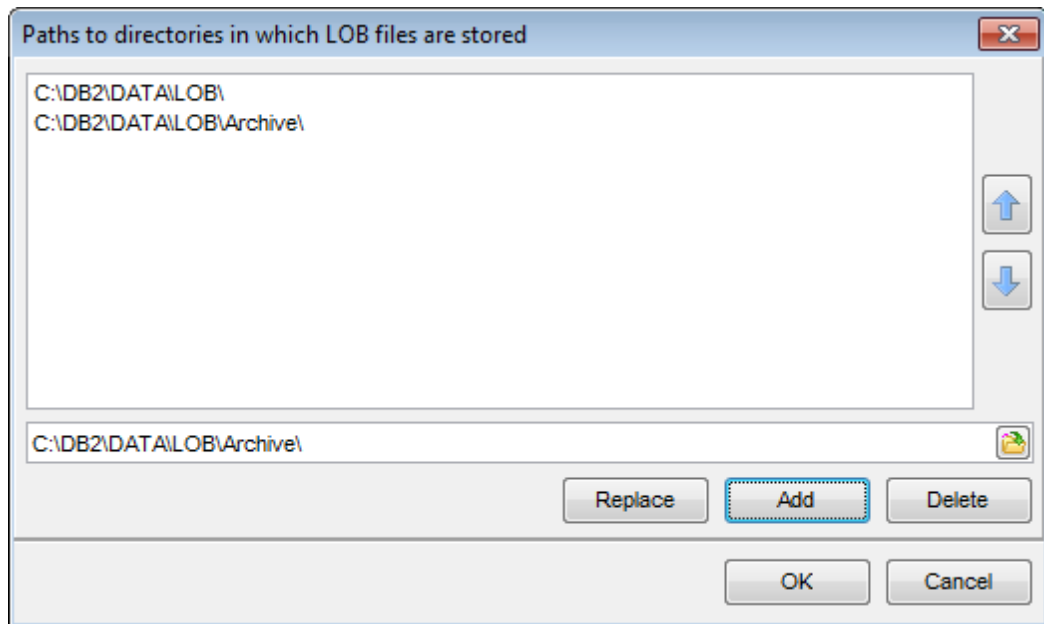 Paths to directories in which LOB files are stored
C:\DB2\DATA\LOB\
C:\DB2\DATA\LOB\Archive\
C:\DB2\DATA\LOB\Archive\
Replace Add Delete
OK Cancel